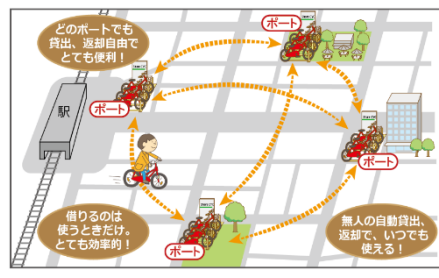 どのポートでも
貸出、返却自由で
とても便利！
ポート
ポート
駅
ポート
ポート
借りるのは
使うときだけ。
とても効率的！
無人の自動貸出、
返却で、いつでも
使える！